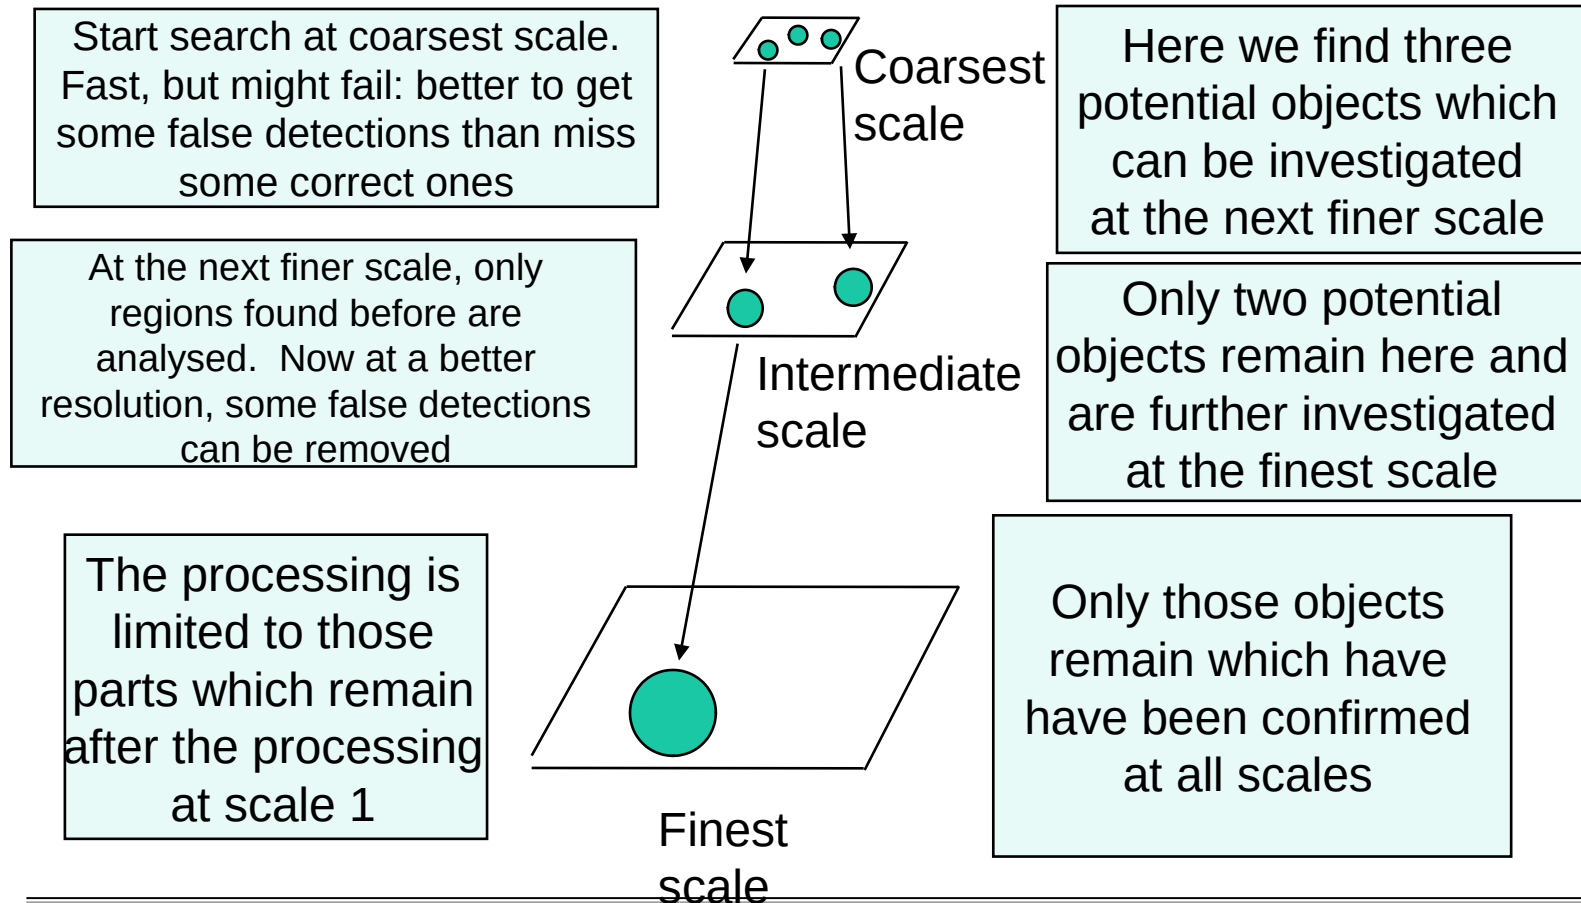 Start search at coarsest scale.
Fast, but might fail: better to get
some false detections than miss
some correct ones
Coarsest
scale
Here we find three
potential objects which
can be investigated
at the next finer scale
At the next finer scale, only
regions found before are
analysed.  Now at a better
resolution, some false detections
can be removed
Intermediate
scale
Only two potential
objects remain here and
are further investigated
at the finest scale
The processing is
limited to those
parts which remain
after the processing
at scale 1
Finest
scale
Only those objects
remain which have
have been confirmed
at all scales